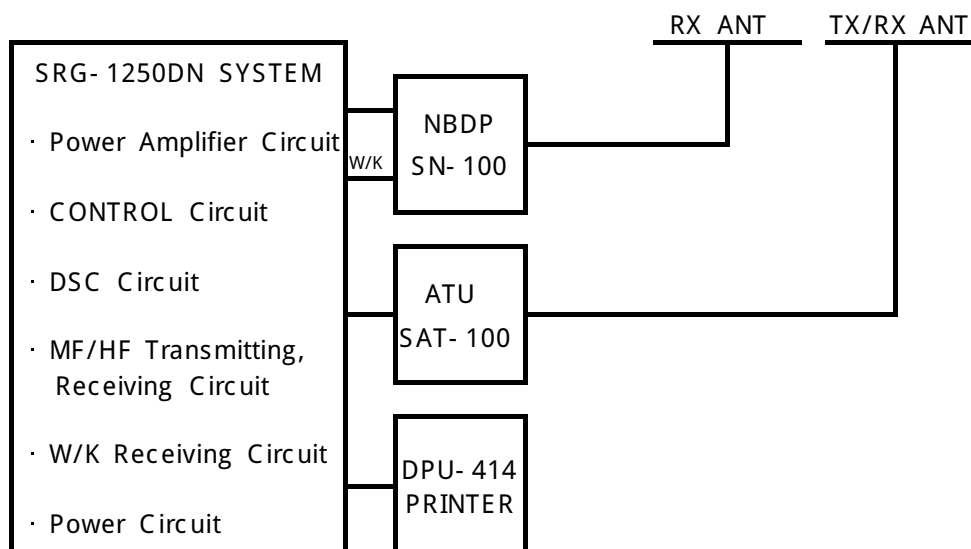 RX ANT
TX/RX ANT
SRG-1250DN SYSTEM
· Power Amplifier Circuit
· CONTROL Circuit
· DSC Circuit
· MF/HF Transmitting,
Receiving Circuit
· W/K Receiving Circuit
· Power Circuit
W/K
NBDP
SN-100
ATU
SAT-100
DPU-414
PRINTER